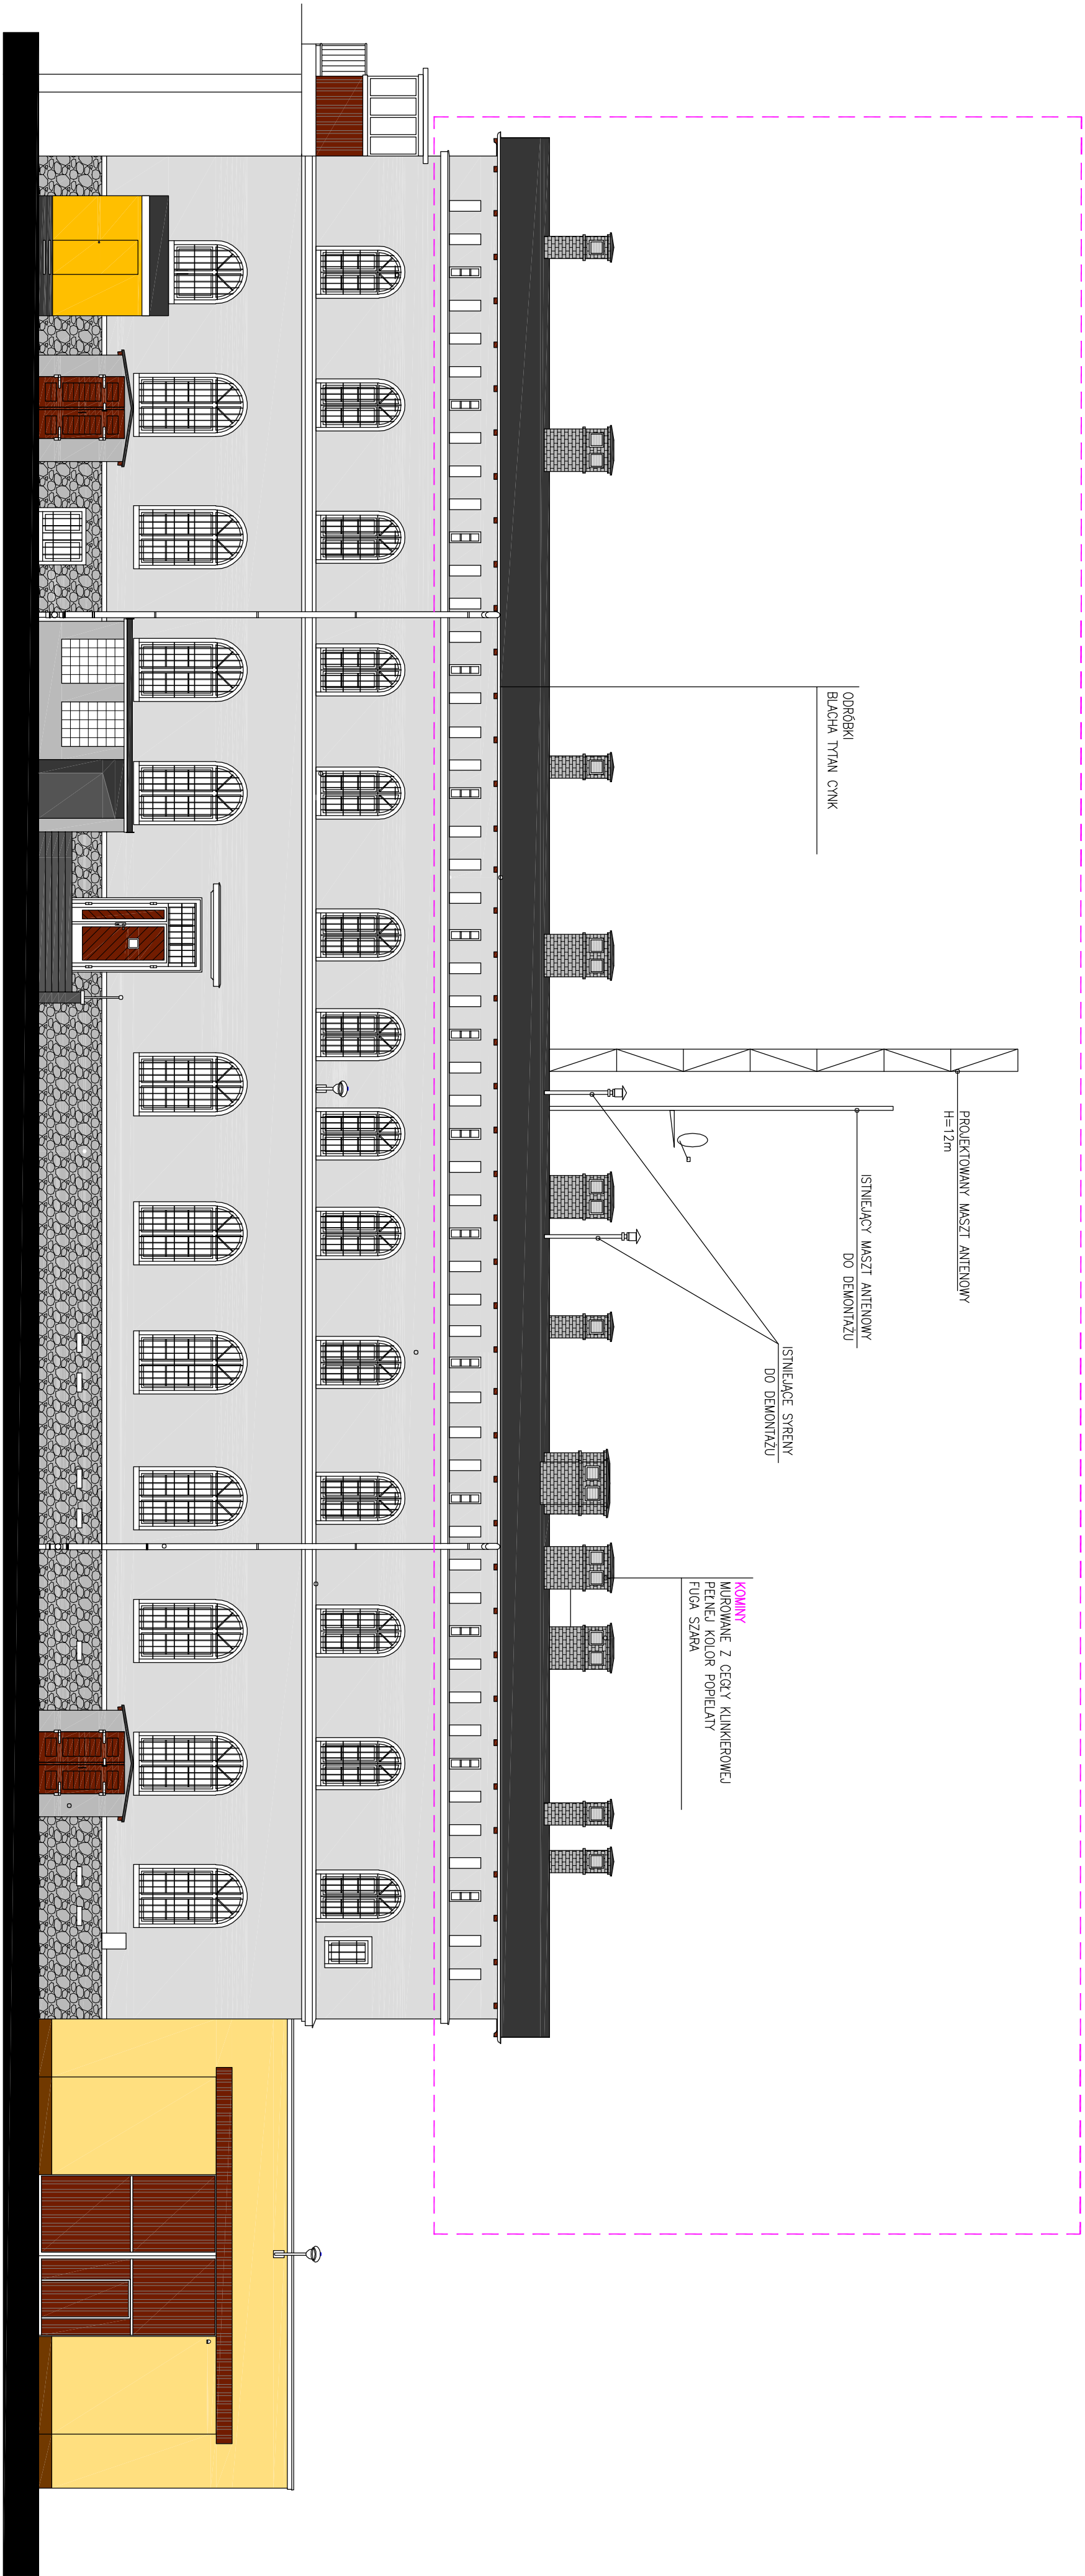 ODRÓBKI
BLACHA TYTAN CYNK
PROJEKTOWANY MASZT ANTENOWY
H=12m
ISTNIEJĄCY MASZT ANTENOWY
DO DEMONTAŻU
ISTNIEJĄCE SYRENY
DO DEMONTAŻU
KOMINY
MUROWANE Z CEGŁY KLINKIEROWEJ
PEŁNEJ KOLOR POPIELATY
FUGA SZARA